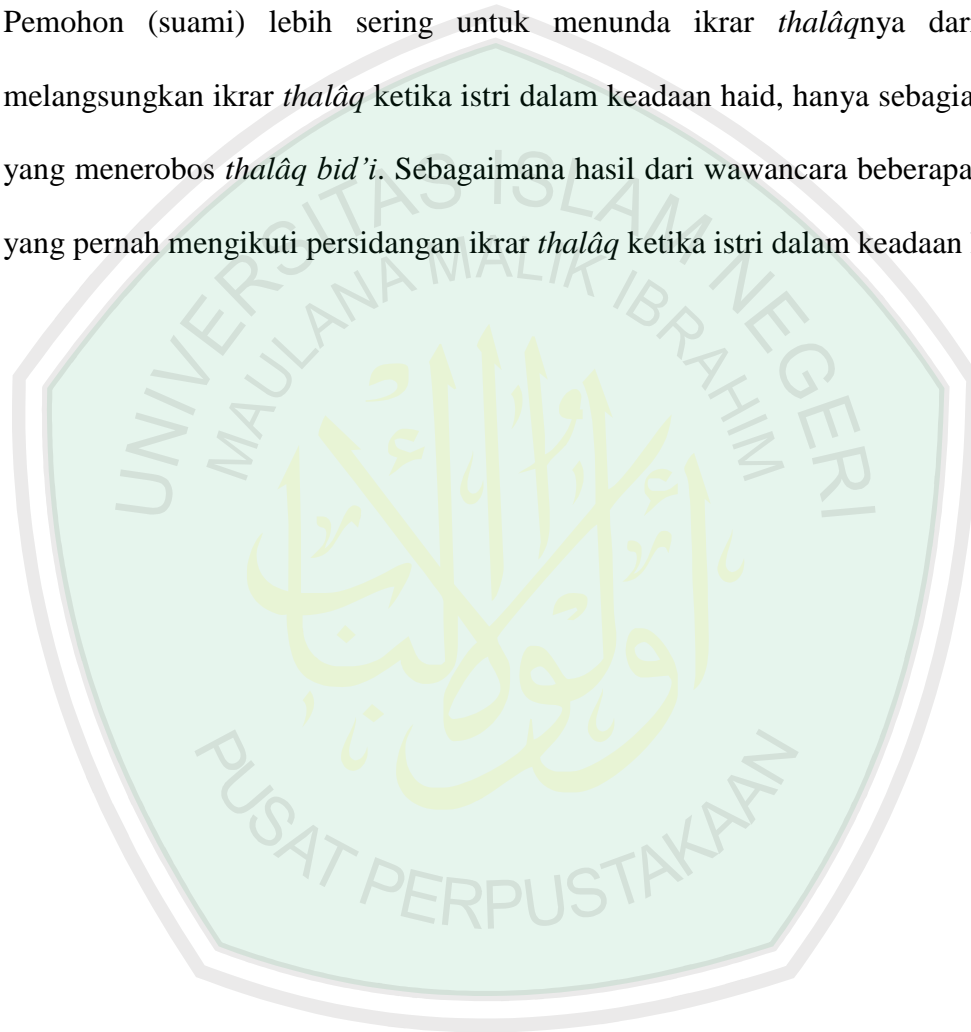 Pemohon (suami) lebih sering untuk menunda ikrar thalâqnya dari
melangsungkan ikrar thalâq ketika istri dalam keadaan haid, hanya sebagia
yang menerobos thalâq bid’i. Sebagaimana hasil dari wawancara beberapa
yang pernah mengikuti persidangan ikrar thalâq ketika istri dalam keadaan
UNIVERSITAS ISLAM NEGERI
MAULANA MALIK IBRAHIM
PUSAT PERPUSTAKAAN